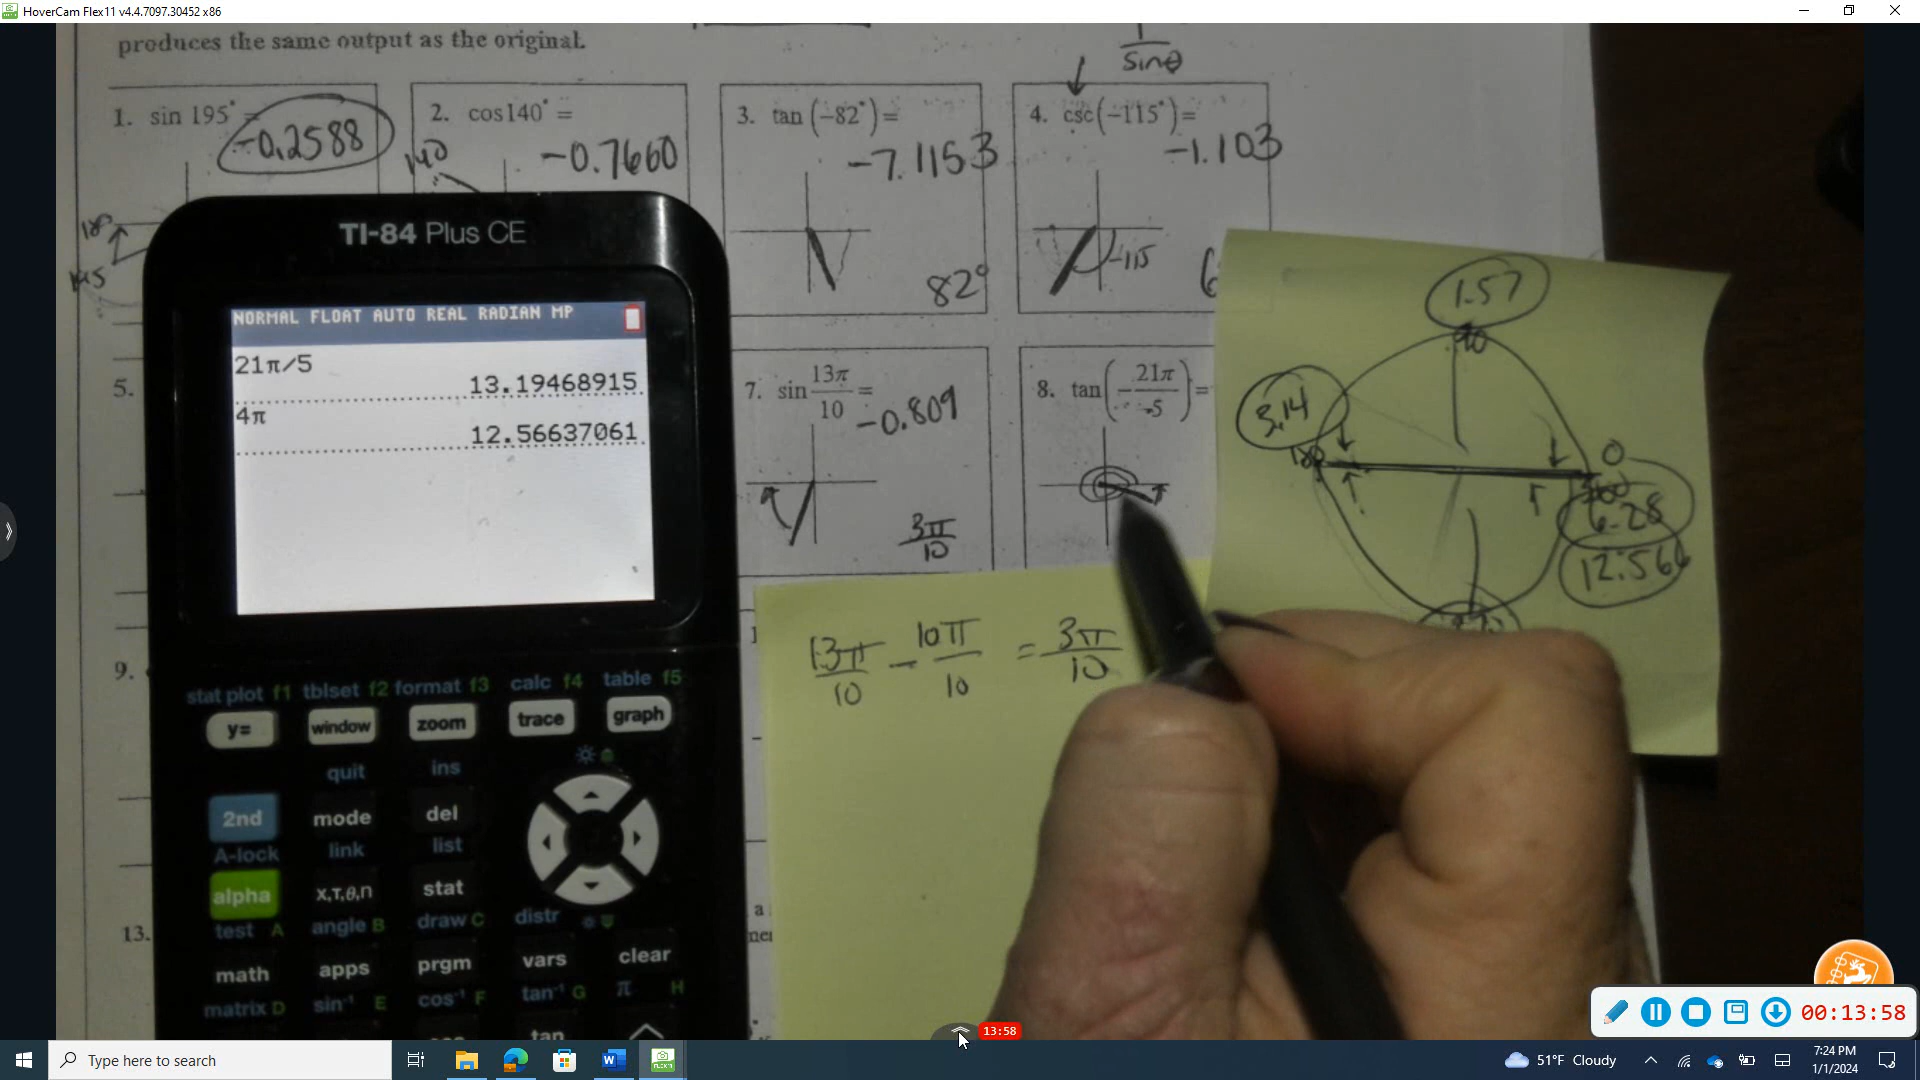 HoverCam Flex11 v4.4.7097.30452 x86
produces the same output as the original.
1
sinθ
1. sin 195° =
-0.2588
2. cos140° =
-0.7660
140
3. tan(-82°)=
-7.1153
82°
4. csc(-115°)=
-1.103
-115
6
180
195
TI-84 Plus CE
NORMAL FLOAT AUTO REAL RADIAN MP
21π/5
13.19468915
4π
12.56637061
5.
7. sin 13π/10 =
-0.809
3π/10
8. tan(-21π/5)=
1.57
90
3.14
180
0
360
6.28
12.566
13π/10 - 10π/10 = 3π/10
9.
13.
a
stat plot f1 tblset f2 format f3 calc f4 table f5
y= window zoom trace graph
quit ins
2nd mode del
A-lock link list
alpha X,T,θ,n stat
test A angle B draw C distr
math apps prgm vars clear
matrix D sin⁻¹ E cos⁻¹ F tan⁻¹ G π H
tan
13:58
00:13:58
Type here to search
51°F Cloudy
7:24 PM
1/1/2024